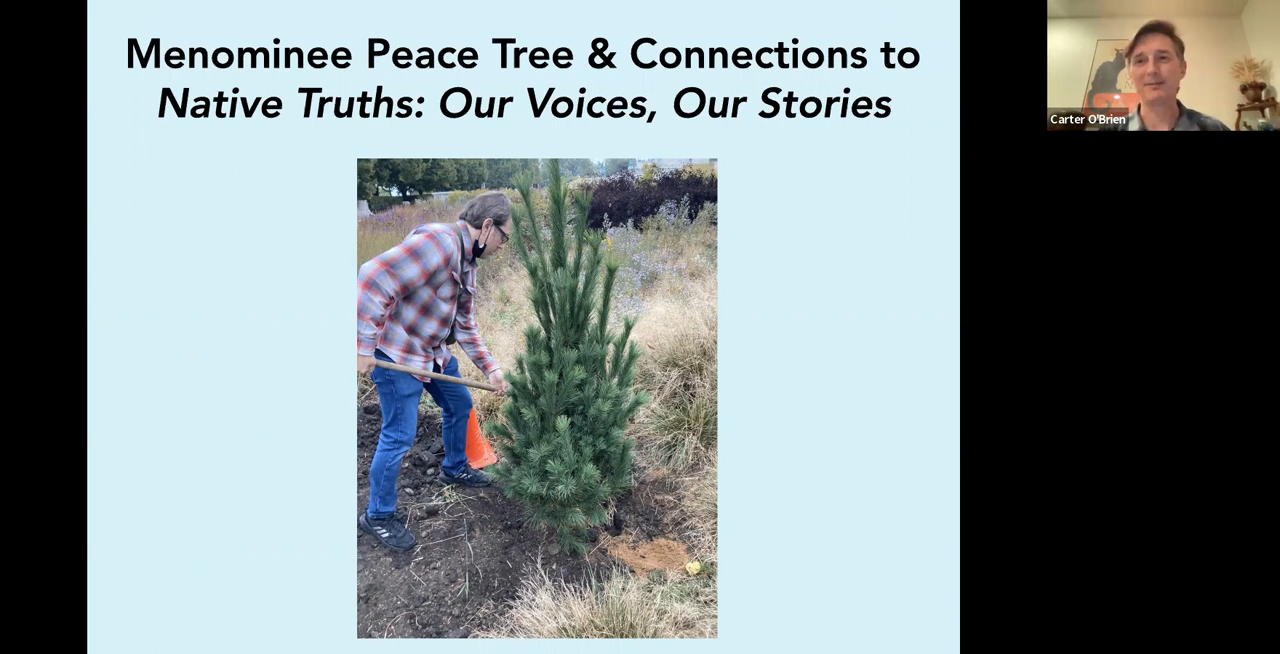 Menominee Peace Tree & Connections to
Native Truths: Our Voices, Our Stories
Carter O'Brien